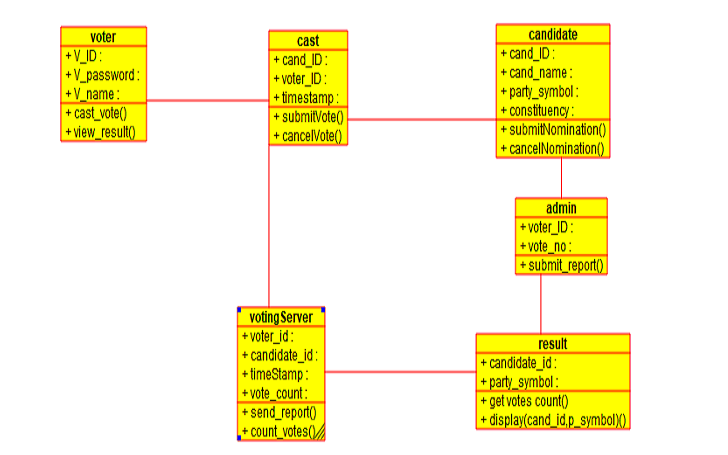 voter
+ V_ID :
+ V_password :
+ V_name :
+ cast_vote()
+ view_result()
cast
+ cand_ID :
+ voter_ID :
+ timestamp :
+ submitVote()
+ cancelVote()
candidate
+ cand_ID :
+ cand_name :
+ party_symbol :
+ constituency :
+ submitNomination()
+ cancelNomination()
admin
+ voter_ID :
+ vote_no :
+ submit_report()
votingServer
+ voter_id :
+ candidate_id :
+ timeStamp :
+ vote_count :
+ send_report()
+ count_votes()
result
+ candidate_id :
+ party_symbol :
+ get votes count()
+ display(cand_id,p_symbol)()